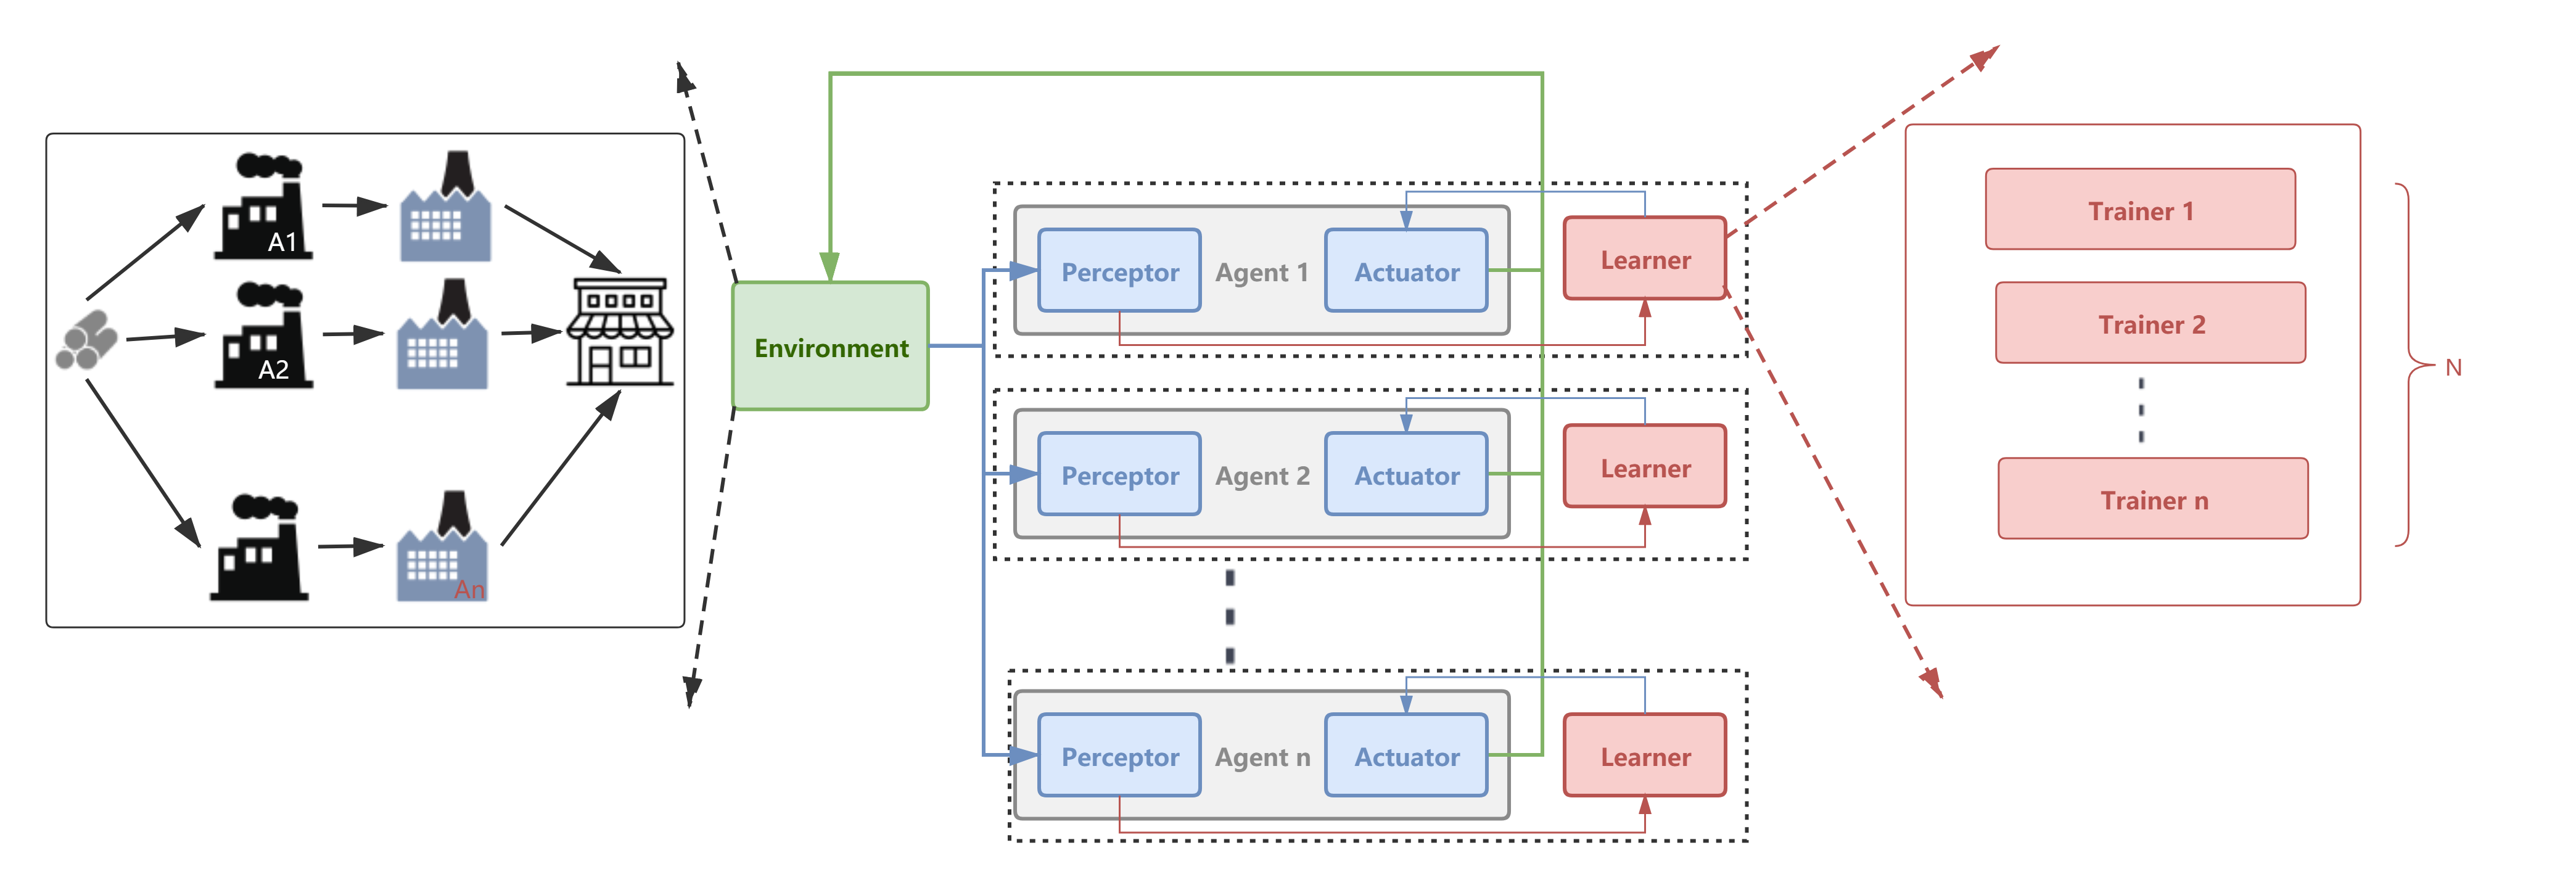 A1
A2
An
Environment
Perceptor
Agent 1
Actuator
Learner
Perceptor
Agent 2
Actuator
Learner
Perceptor
Agent n
Actuator
Learner
Trainer 1
Trainer 2
Trainer n
N